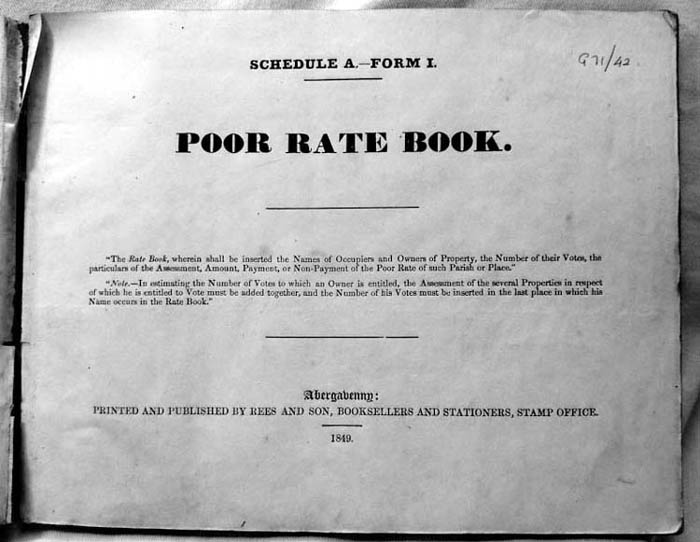 SCHEDULE A.—FORM I.
G 71/42
POOR RATE BOOK.
"The Rate Book, wherein shall be inserted the Names of Occupiers and Owners of Property, the Number of their Votes, the
particulars of the Assessment, Amount, Payment, or Non-Payment of the Poor Rate of such Parish or Place."
"Note.—In estimating the Number of Votes to which an Owner is entitled, the Assessment of the several Properties in respect
of which he is entitled to Vote must be added together, and the Number of his Votes must be inserted in the last place in which his
Name occurs in the Rate Book."
Abergavenny:
PRINTED AND PUBLISHED BY REES AND SON, BOOKSELLERS AND STATIONERS, STAMP OFFICE.
1849.